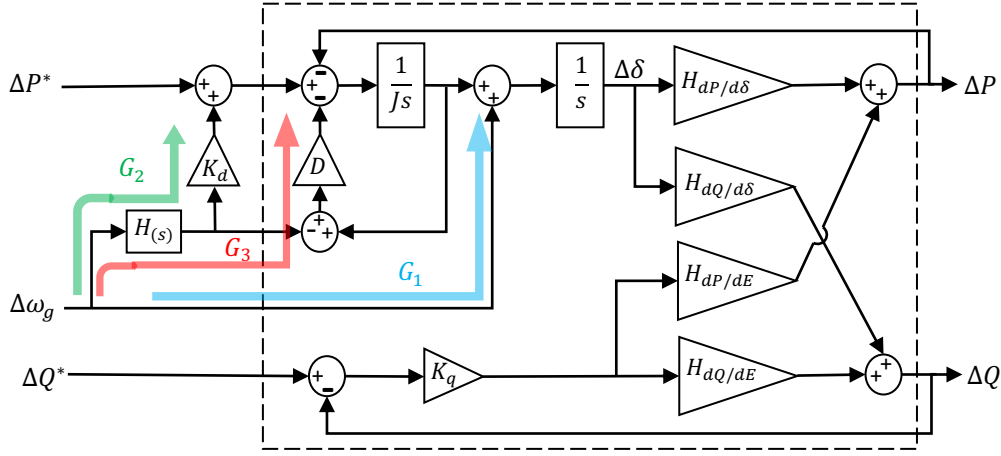 ΔP*
+
+
-
-
1
Js
+
+
1
s
Δδ
H_{dP/dδ}
+
+
ΔP
G_2
K_d
D
H_{dQ/dδ}
H_{(s)}
-
+
+
G_3
G_1
H_{dP/dE}
Δω_g
ΔQ*
+
-
K_q
H_{dQ/dE}
+
+
ΔQ